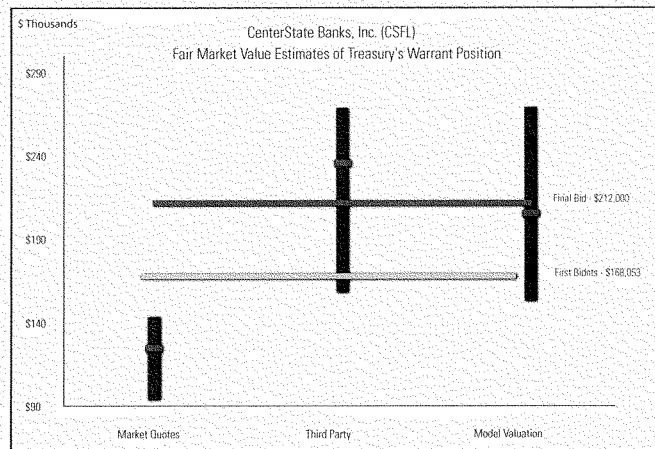 $ Thousands
CenterState Banks, Inc. (CSFL)
Fair Market Value Estimates of Treasury's Warrant Position
$290
$240
$190
$140
$90
Final Bid - $212,000
First Bidnts - $168,053
Market Quotes
Third Party
Model Valuation